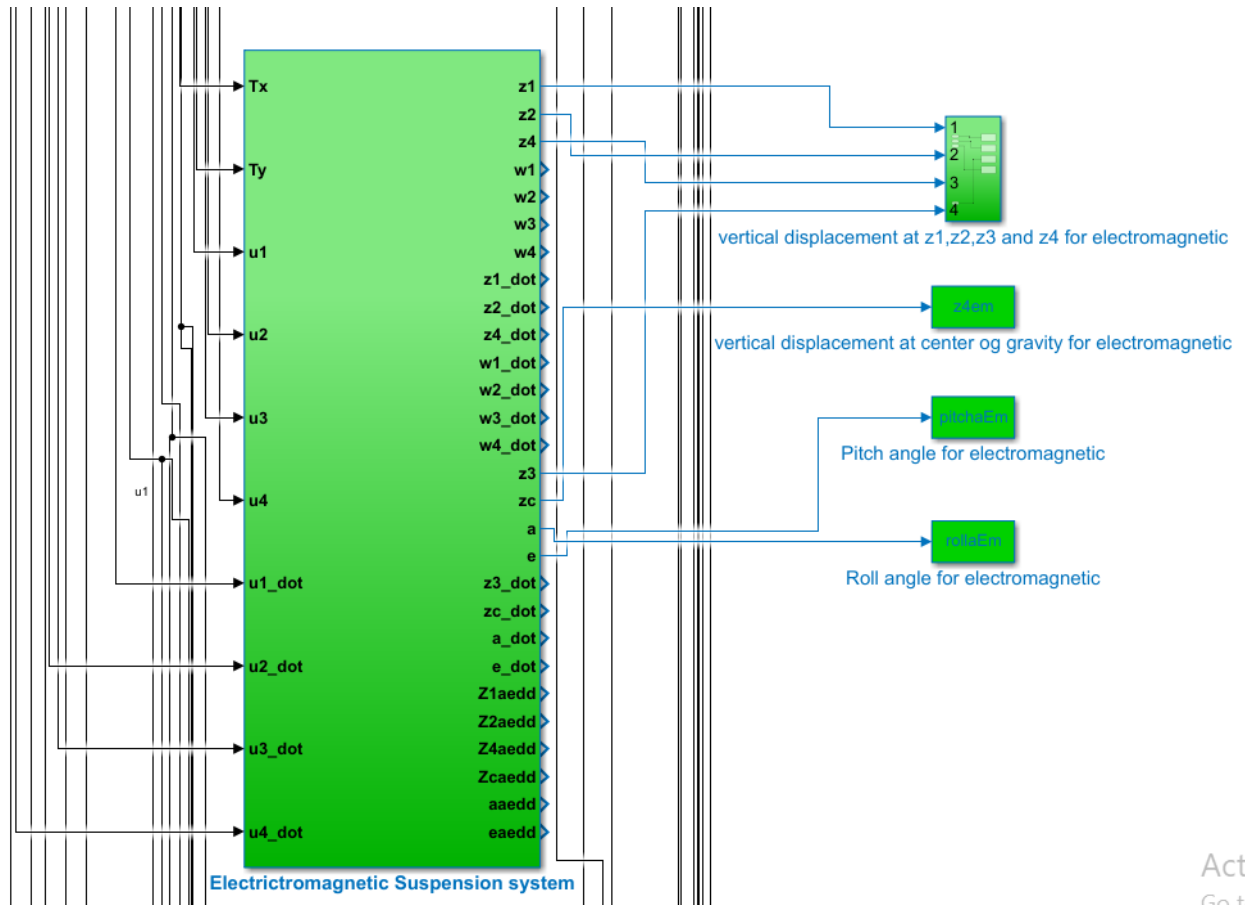 Tx
Ty
u1
u2
u3
u4
u1_dot
u2_dot
u3_dot
u4_dot
z1
z2
z4
w1
w2
w3
w4
z1_dot
z2_dot
z4_dot
w1_dot
w2_dot
w3_dot
w4_dot
z3
zc
a
e
z3_dot
zc_dot
a_dot
e_dot
Z1aedd
Z2aedd
Z4aedd
Zcaedd
aaedd
eaedd
Electrictromagnetic Suspension system
u1
1
2
3
4
vertical displacement at z1,z2,z3 and z4 for electromagnetic
z4em
vertical displacement at center og gravity for electromagnetic
pitchaEm
Pitch angle for electromagnetic
rollaEm
Roll angle for electromagnetic
Act
Go t